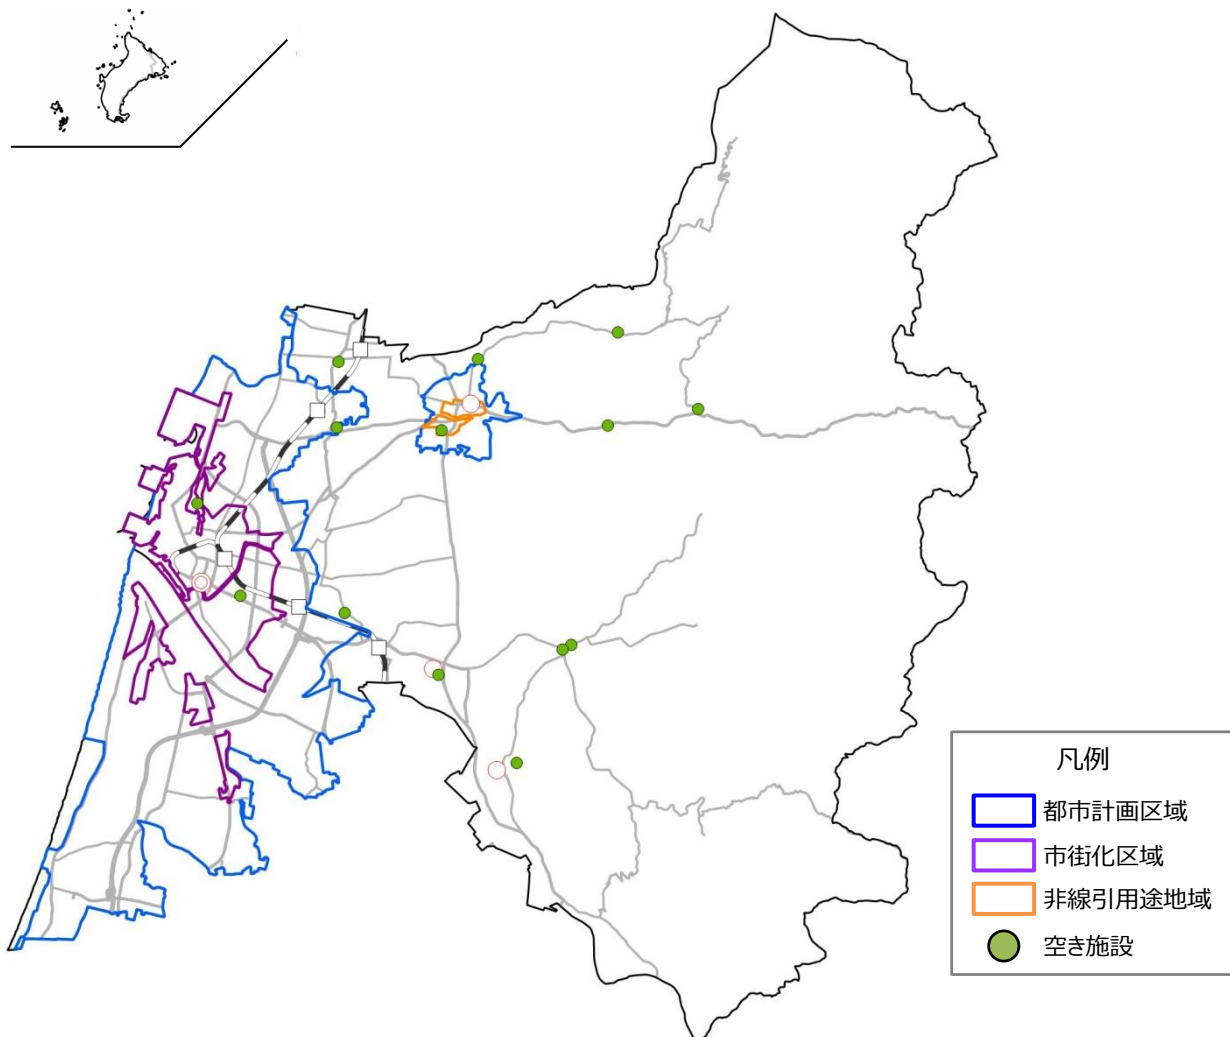 凡例
都市計画区域
市街化区域
非線引用途地域
空き施設